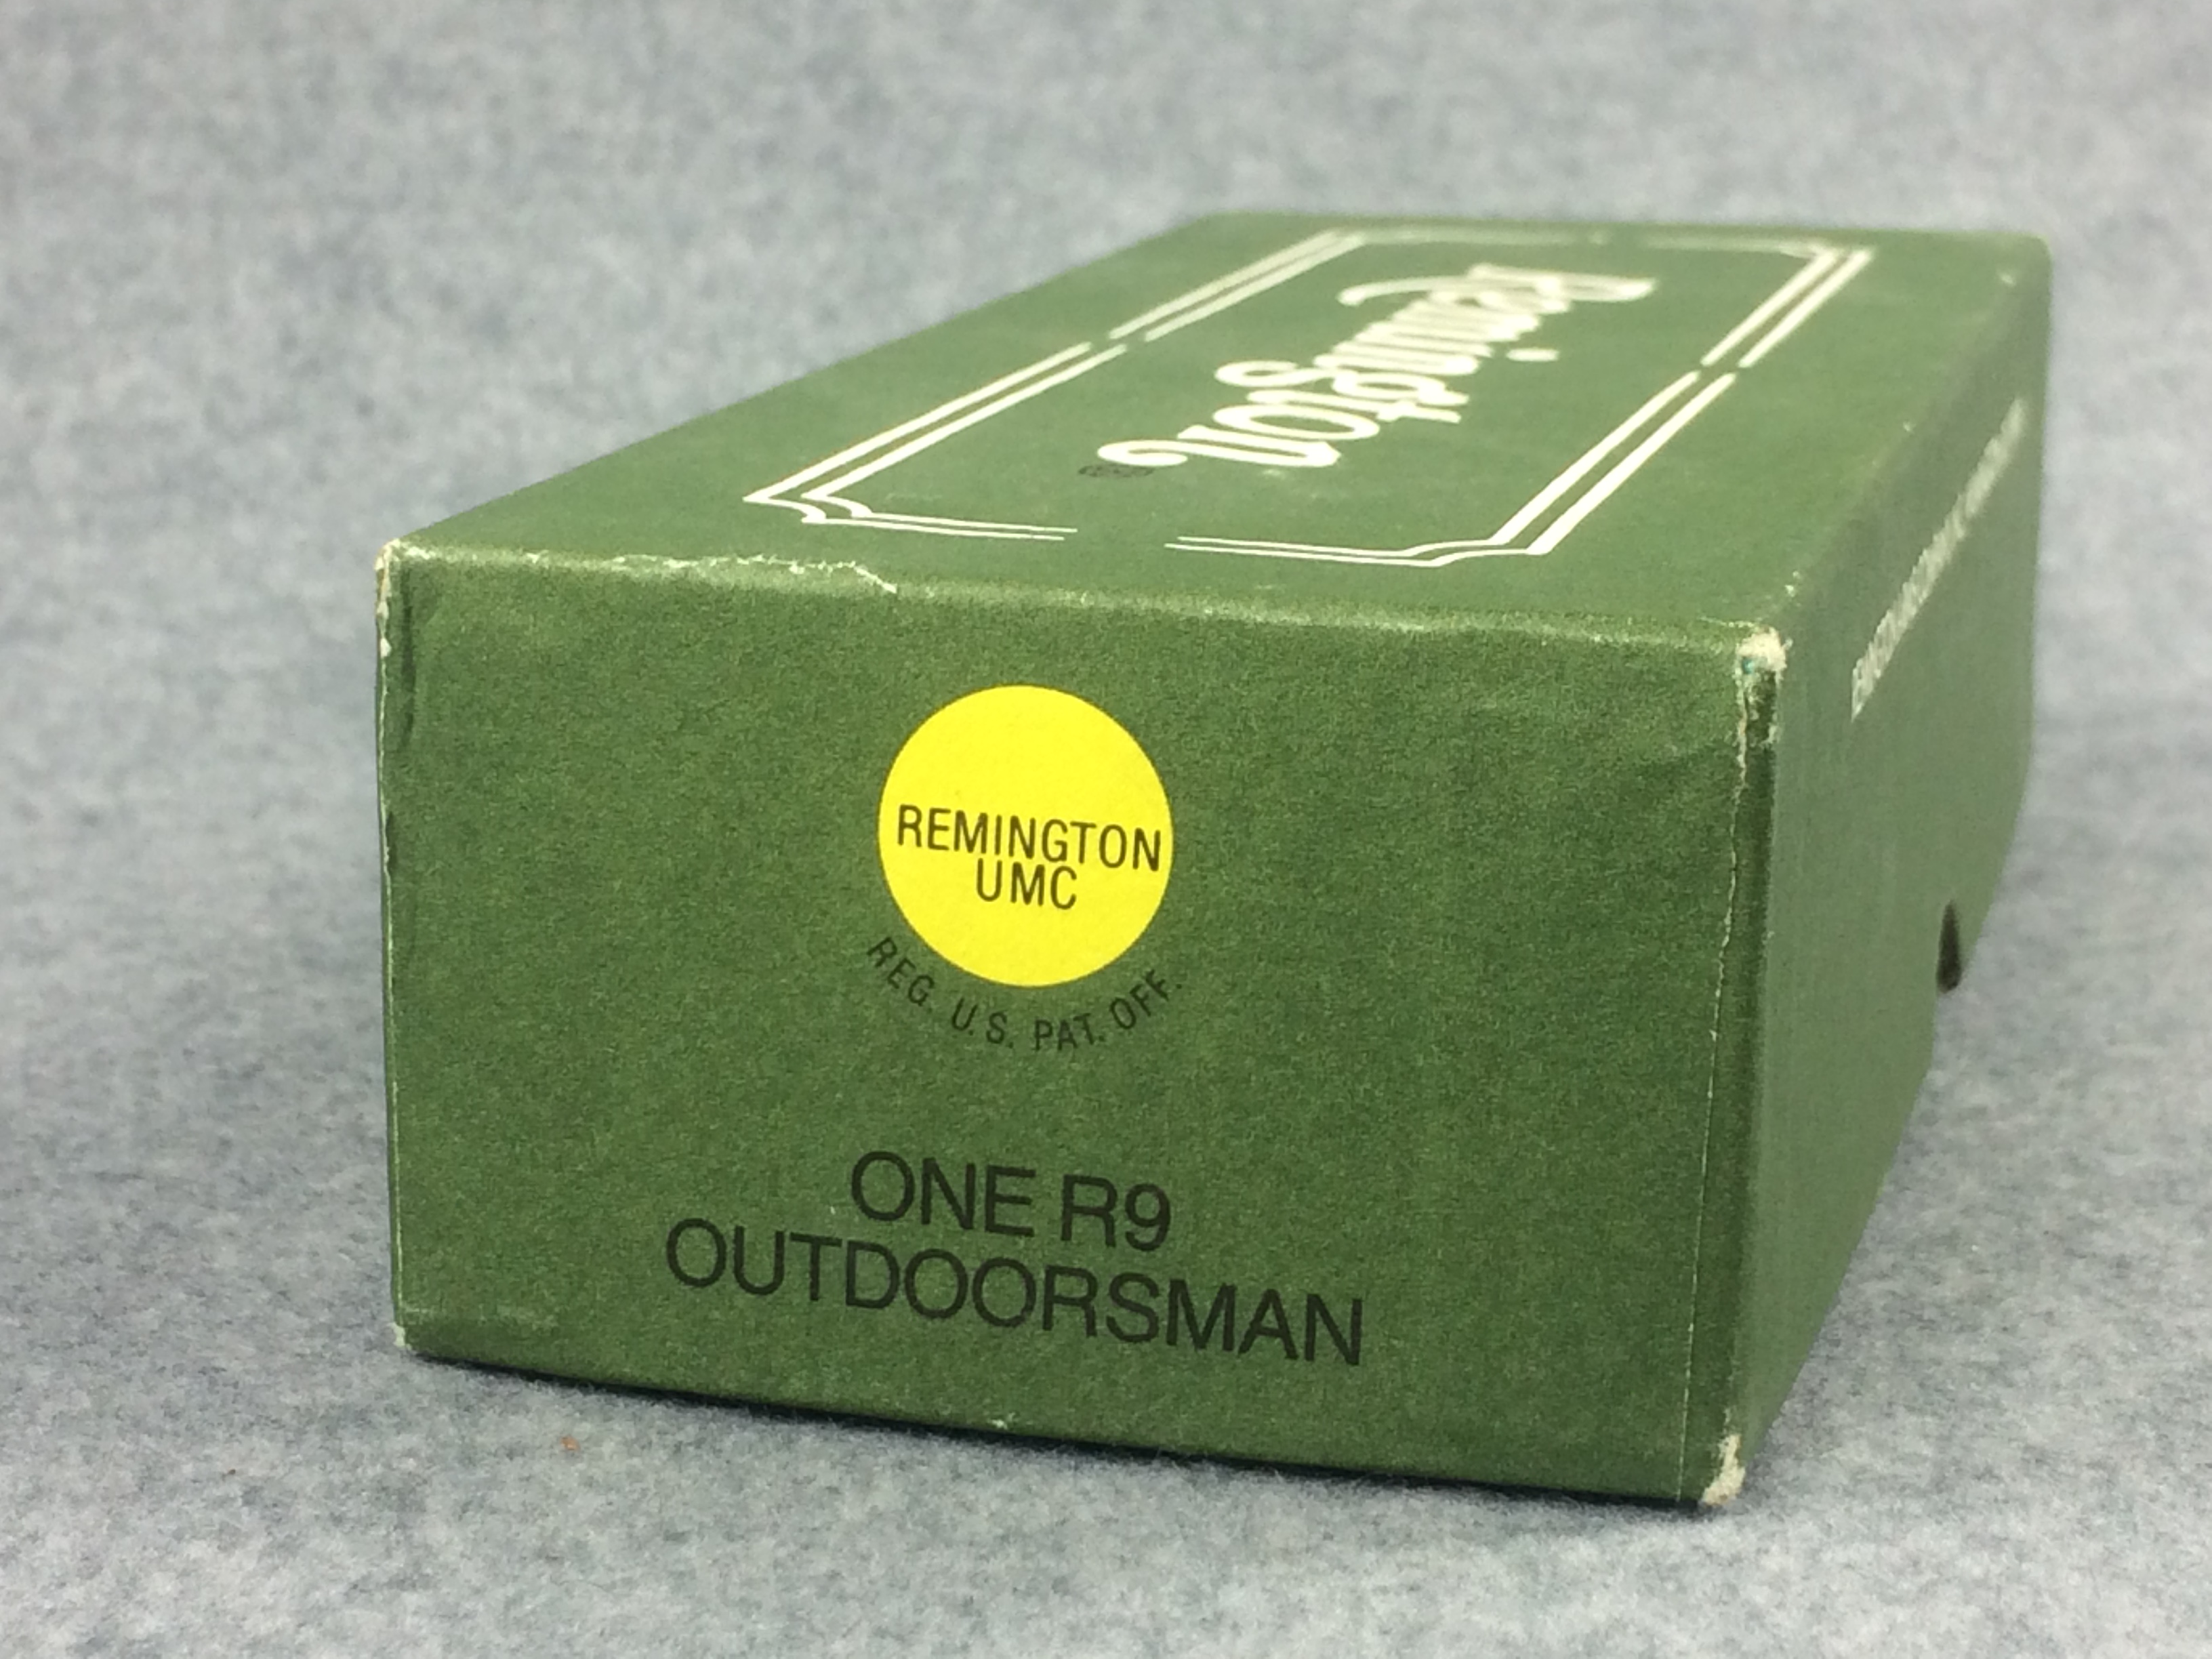 Remington
REMINGTON
UMC
REG. U.S. PAT. OFF.
ONE R9
OUTDOORSMAN